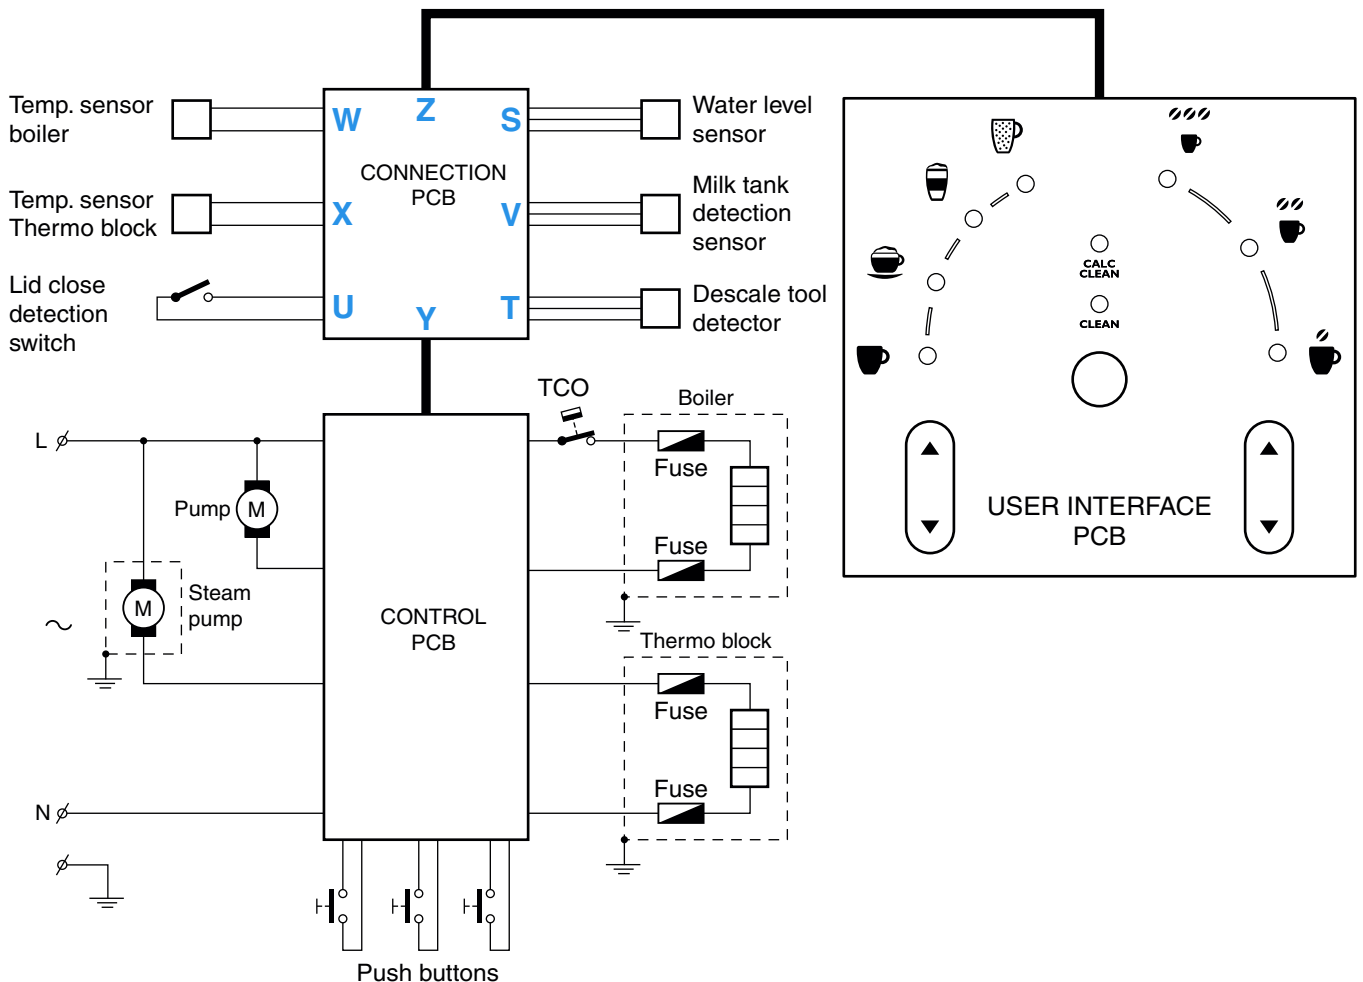 Temp. sensor
boiler
W
Z
S
Water level
sensor
CONNECTION
PCB
Temp. sensor
Thermo block
X
V
Milk tank
detection
sensor
Lid close
detection
switch
U
Y
T
Descale tool
detector
CALC
CLEAN
CLEAN
USER INTERFACE
PCB
TCO
Boiler
L
Fuse
Pump
M
Fuse
M
Steam
pump
CONTROL
PCB
Thermo block
Fuse
Fuse
N
Push buttons